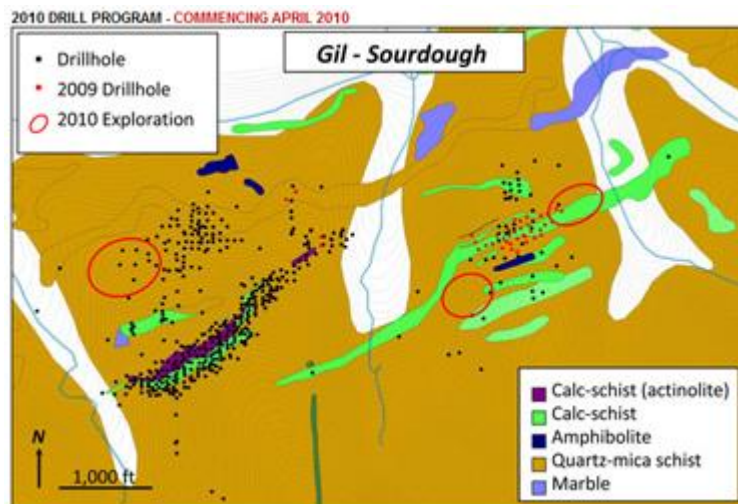 2010 DRILL PROGRAM - COMMENCING APRIL 2010
Gil - Sourdough
Drillhole
2009 Drillhole
2010 Exploration
N
1,000 ft
Calc-schist (actinolite)
Calc-schist
Amphibolite
Quartz-mica schist
Marble